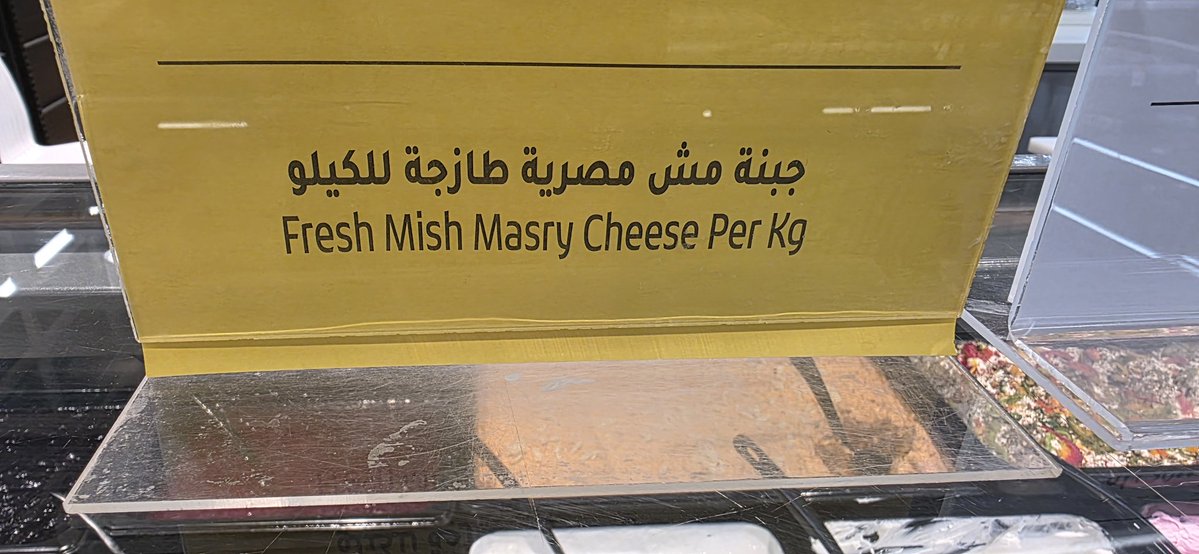 جبنة مش مصرية طازجة للكيلو
Fresh Mish Masry Cheese Per Kg